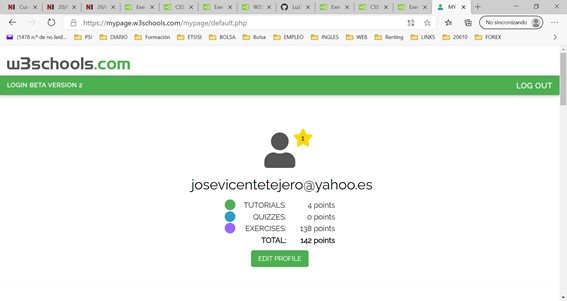 Cur
20/
20/
Exe
CSS
Exe
Exe
W3
Luz
Exe
CSS
Exe
MY
https://mypage.w3schools.com/mypage/default.php
No sincronizando
(1478 n.º de no leíd...
PSI
DIARIO
Formación
ETSISI
BOLSA
Bolsa
EMPLEO
INGLES
WEB
Renting
LINKS
20610
FOREX
w3schools.com
LOGIN BETA VERSION 2
LOG OUT
1
josevicentetejero@yahoo.es
TUTORIALS: 4 points
QUIZZES: 0 points
EXERCISES: 138 points
TOTAL: 142 points
EDIT PROFILE